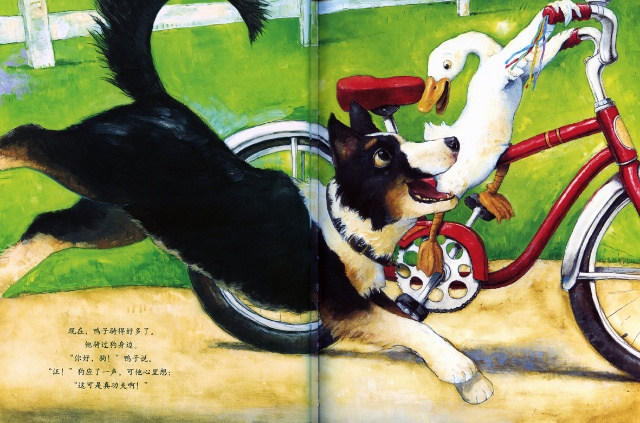 现在，鸭子骑得好多了。
他骑过狗身边。
“你好，狗！”鸭子说。
“汪！”狗应了一声，可他心里想：
“这可是真功夫啊！”